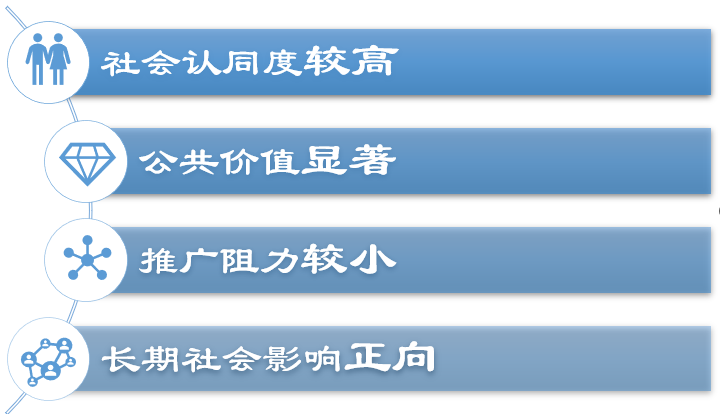 社会认同度较高
公共价值显著
推广阻力较小
长期社会影响正向